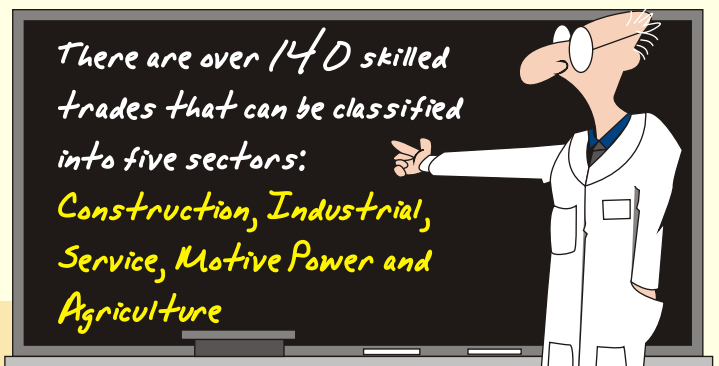 There are over 140 skilled
trades that can be classified
into five sectors:
Construction, Industrial,
Service, Motive Power and
Agriculture